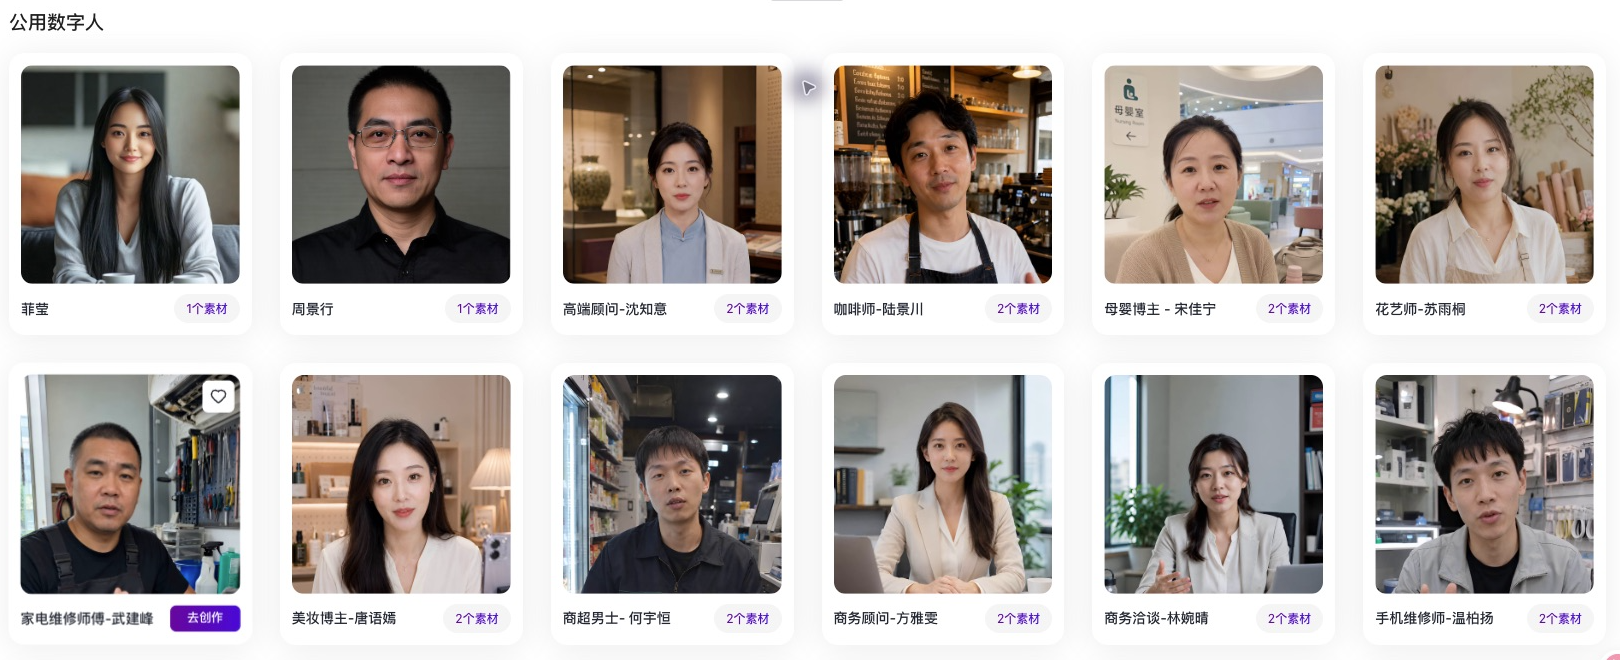 公用数字人
母婴室
Nursing Room
菲莹
1个素材
周景行
1个素材
高端顾问-沈知意
2个素材
咖啡师-陆景川
2个素材
母婴博主 - 宋佳宁
2个素材
花艺师-苏雨桐
2个素材
家电维修师傅-武建峰
去创作
美妆博主-唐语嫣
2个素材
商超男士- 何宇恒
2个素材
商务顾问-方雅雯
2个素材
商务洽谈-林婉晴
2个素材
手机维修师-温柏扬
2个素材